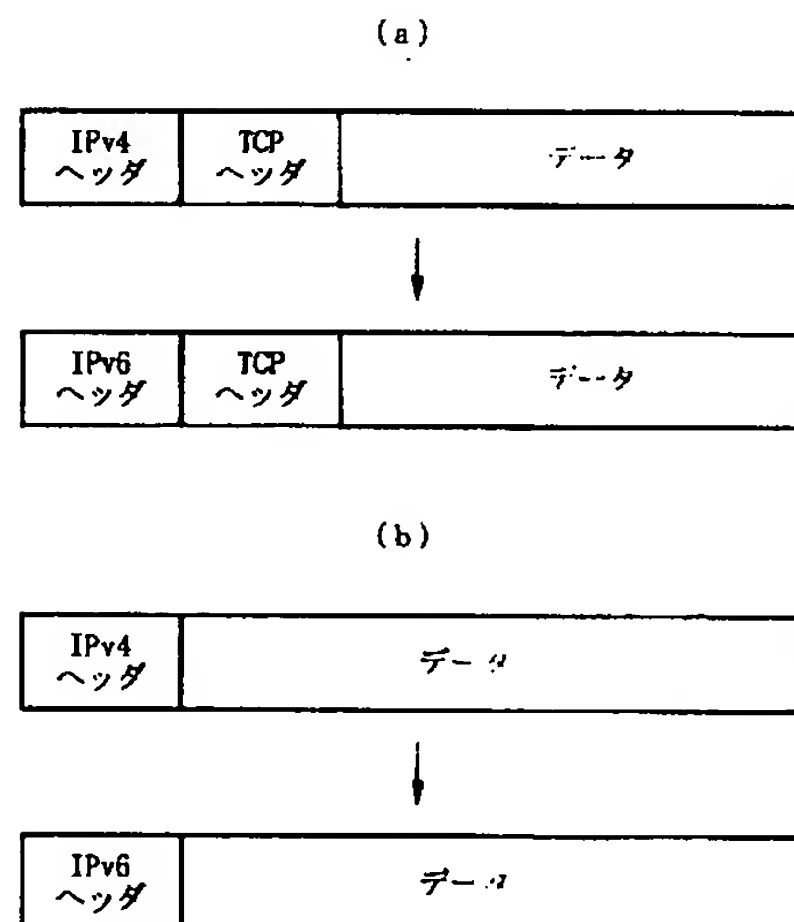 (a)
IPv4 TCP データ
ヘッダ ヘッダ
IPv6 TCP データ
ヘッダ ヘッダ
(b)
IPv4 データ
ヘッダ
IPv6 データ
ヘッダ